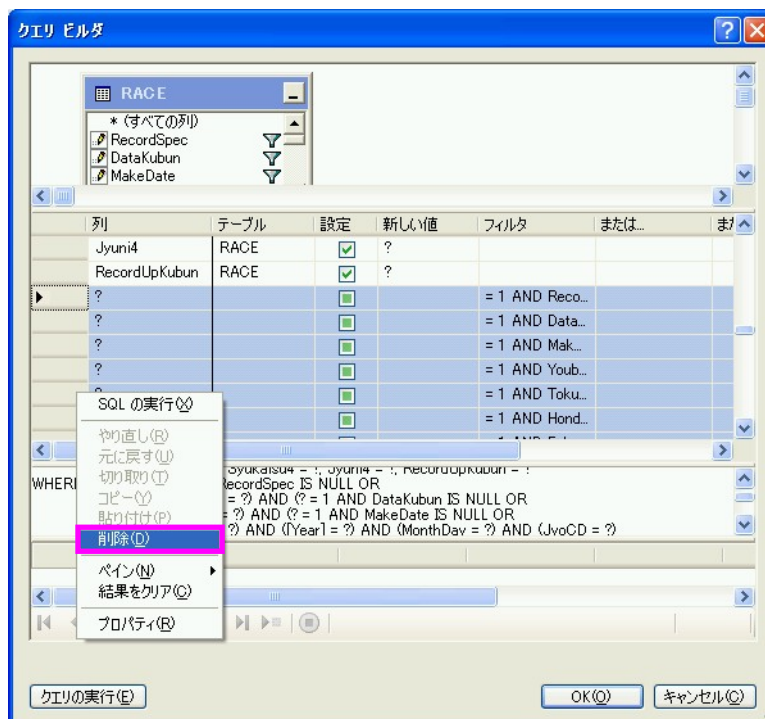 クエリ ビルダ
RACE
* (すべての列)
RecordSpec
DataKubun
MakeDate
列 テーブル 設定 新しい値 フィルタ または... また
Jyuni4 RACE ?
RecordUpKubun RACE ?
? = 1 AND Reco...
? = 1 AND Data...
? = 1 AND Mak...
? = 1 AND Youb...
= 1 AND Toku...
= 1 AND Hond...
SQL の実行(X)
やり直し(R)
元に戻す(U)
切り取り(T)
コピー(Y)
貼り付け(P)
削除(D)
ペイン(N)
結果をクリア(C)
プロパティ(R)
Syukaisu4 = ?, Jyuni4 = ?, RecordUpKubun = ?
WHERE
RecordSpec IS NULL OR
= ?) AND (? = 1 AND DataKubun IS NULL OR
= ?) AND (? = 1 AND MakeDate IS NULL OR
= ?) AND ([Year] = ?) AND (MonthDay = ?) AND (JyoCD = ?)
クエリの実行(E) OK(O) キャンセル(C)